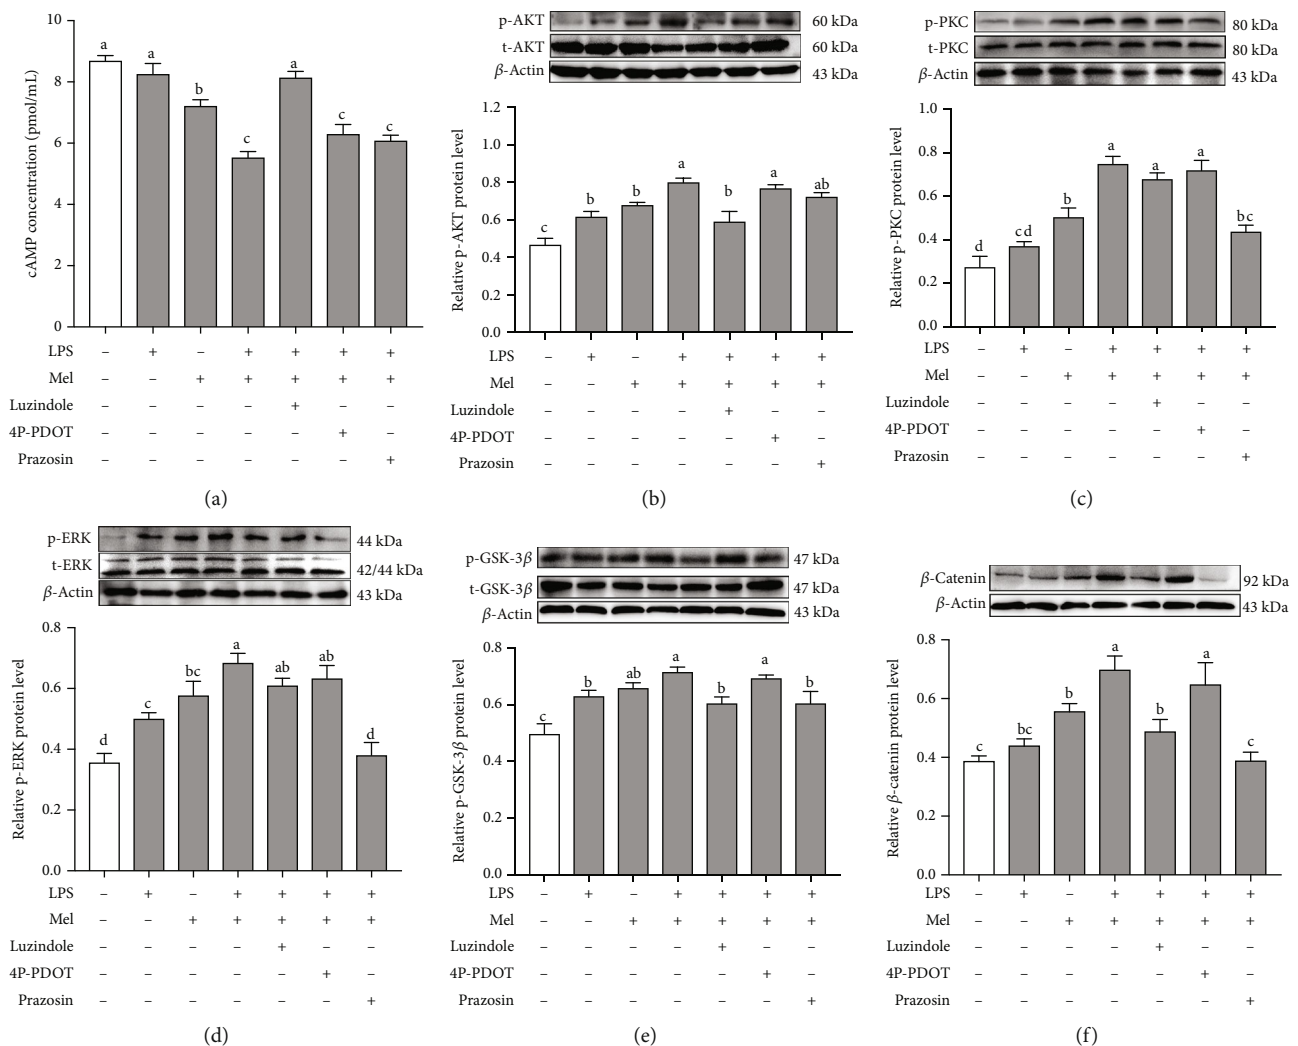 10
8
6
4
2
0
cAMP concentration (pmol/mL)
a
a
b
c
a
c
c
LPS – + – + + + +
Mel – – + + + + +
Luzindole – – – – + – –
4P-PDOT – – – – – + –
Prazosin – – – – – – +
(a)
p-AKT 60 kDa
t-AKT 60 kDa
β-Actin 43 kDa
1.2
1.0
0.8
0.6
0.4
0.2
0.0
Relative p-AKT protein level
c
b
b
a
b
a
ab
LPS – + – + + + +
Mel – – + + + + +
Luzindole – – – – + – –
4P-PDOT – – – – – + –
Prazosin – – – – – – +
(b)
p-PKC 80 kDa
t-PKC 80 kDa
β-Actin 43 kDa
1.0
0.8
0.6
0.4
0.2
0.0
Relative p-PKC protein level
d
cd
b
a
a
a
bc
LPS – + – + + + +
Mel – – + + + + +
Luzindole – – – – + – –
4P-PDOT – – – – – + –
Prazosin – – – – – – +
(c)
p-ERK 44 kDa
t-ERK 42/44 kDa
β-Actin 43 kDa
0.8
0.6
0.4
0.2
0.0
Relative p-ERK protein level
d
c
bc
a
ab
ab
d
LPS – + – + + + +
Mel – – + + + + +
Luzindole – – – – + – –
4P-PDOT – – – – – + –
Prazosin – – – – – – +
(d)
p-GSK-3β 47 kDa
t-GSK-3β 47 kDa
β-Actin 43 kDa
0.8
0.6
0.4
0.2
0.0
Relative p-GSK-3β protein level
c
b
ab
a
b
a
b
LPS – + – + + + +
Mel – – + + + + +
Luzindole – – – – + – –
4P-PDOT – – – – – + –
Prazosin – – – – – – +
(e)
β-Catenin 92 kDa
β-Actin 43 kDa
0.8
0.6
0.4
0.2
0.0
Relative β-catenin protein level
c
bc
b
a
b
a
c
LPS – + – + + + +
Mel – – + + + + +
Luzindole – – – – + – –
4P-PDOT – – – – – + –
Prazosin – – – – – – +
(f)